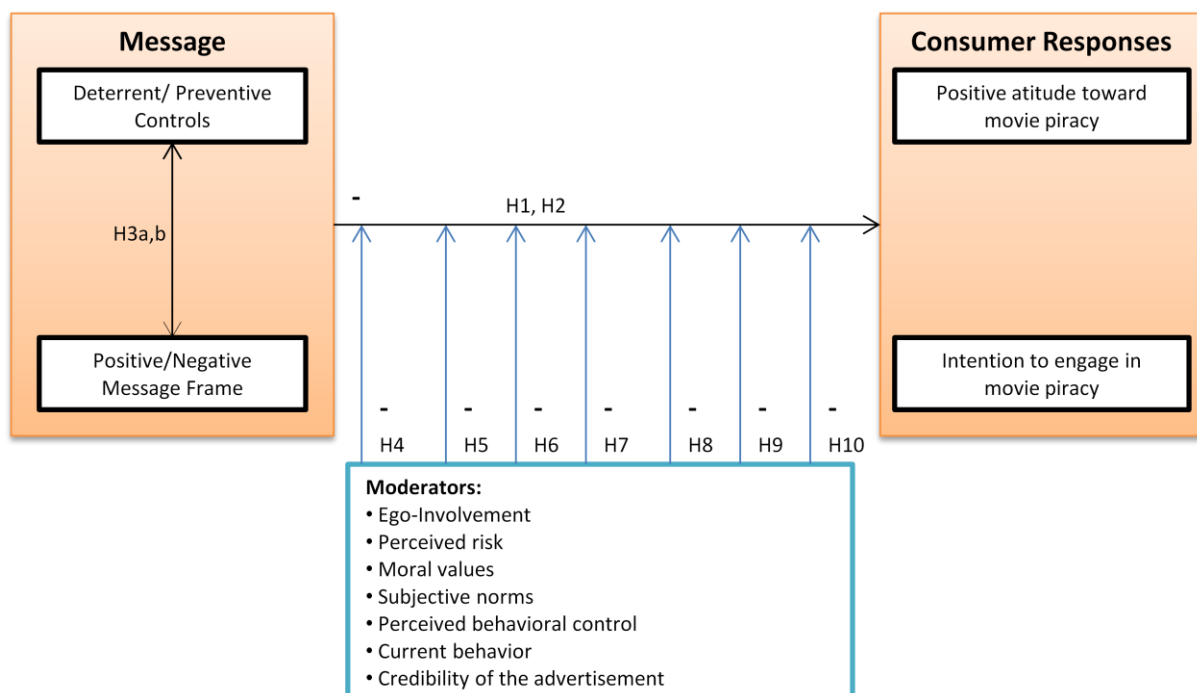 Message
Deterrent/ Preventive
Controls
H3a,b
Positive/Negative
Message Frame
-
H1, H2
Consumer Responses
Positive atitude toward
movie piracy
Intention to engage in
movie piracy
- - - - - - -
H4 H5 H6 H7 H8 H9 H10
Moderators:
• Ego-Involvement
• Perceived risk
• Moral values
• Subjective norms
• Perceived behavioral control
• Current behavior
• Credibility of the advertisement